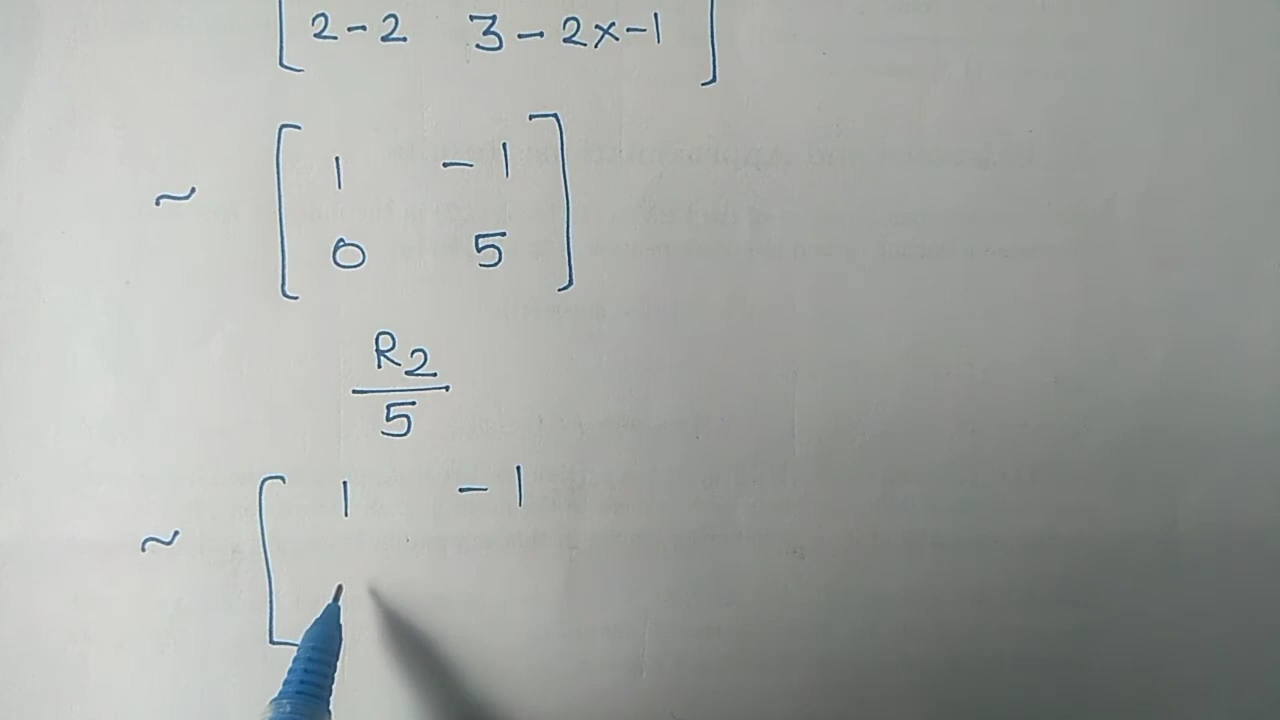 [ 2-2 3-2x-1 ]
~ [ 1 -1
0 5 ]
R2
5
~ [ 1 -1